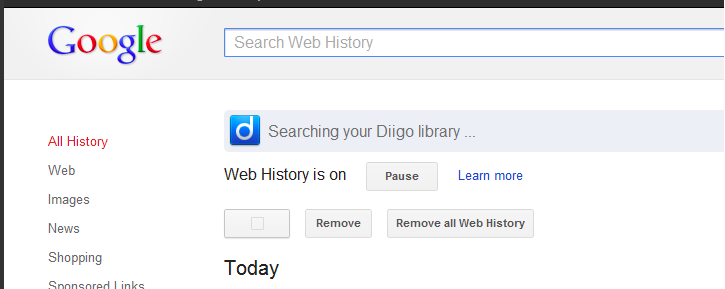 Google
Search Web History
d Searching your Diigo library ...
All History
Web
Images
News
Shopping
Sponsored Links
Web History is on
Pause
Learn more
Remove
Remove all Web History
Today